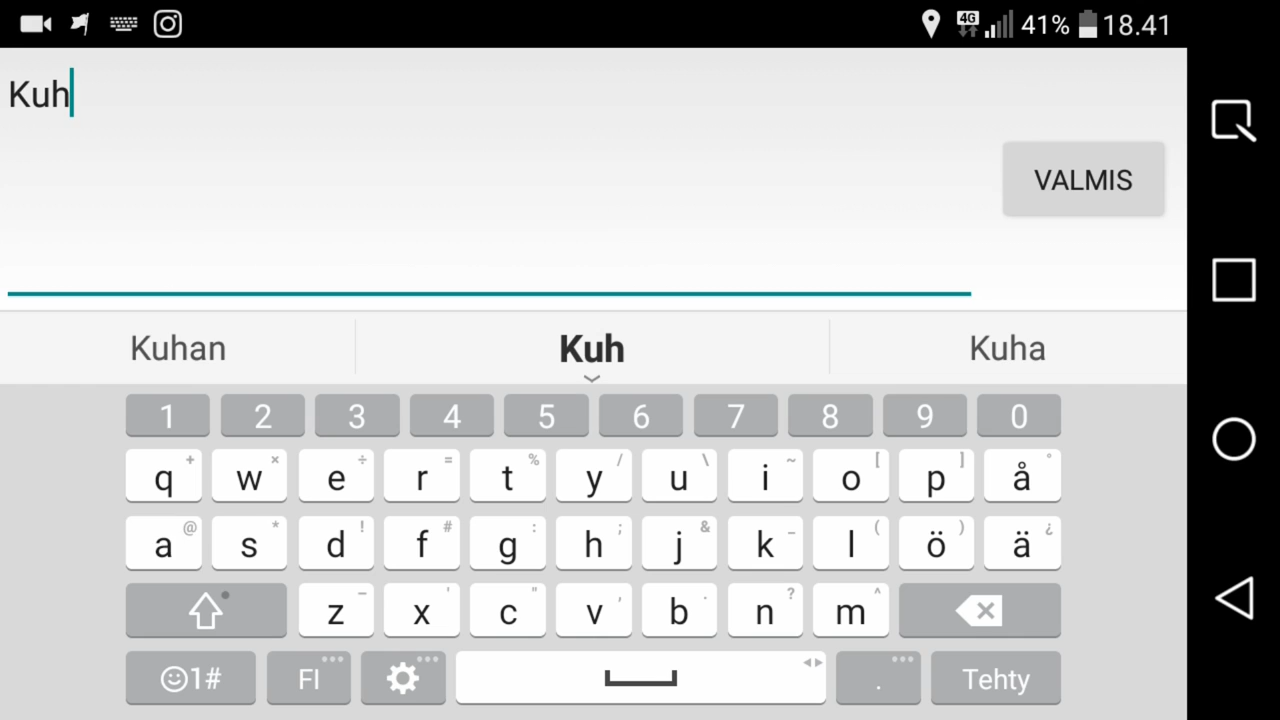 4G 41% 18.41
Kuh
VALMIS
Kuhan Kuh Kuha
1 2 3 4 5 6 7 8 9 0
q + w × e ÷ r = t % y / u \ i ~ o [ p ] å °
a @ s * d ! f # g : h ; j & k _ l ( ö ) ä ¿
z – x ' c " v , b . n ? m ^
☺1# FI . Tehty